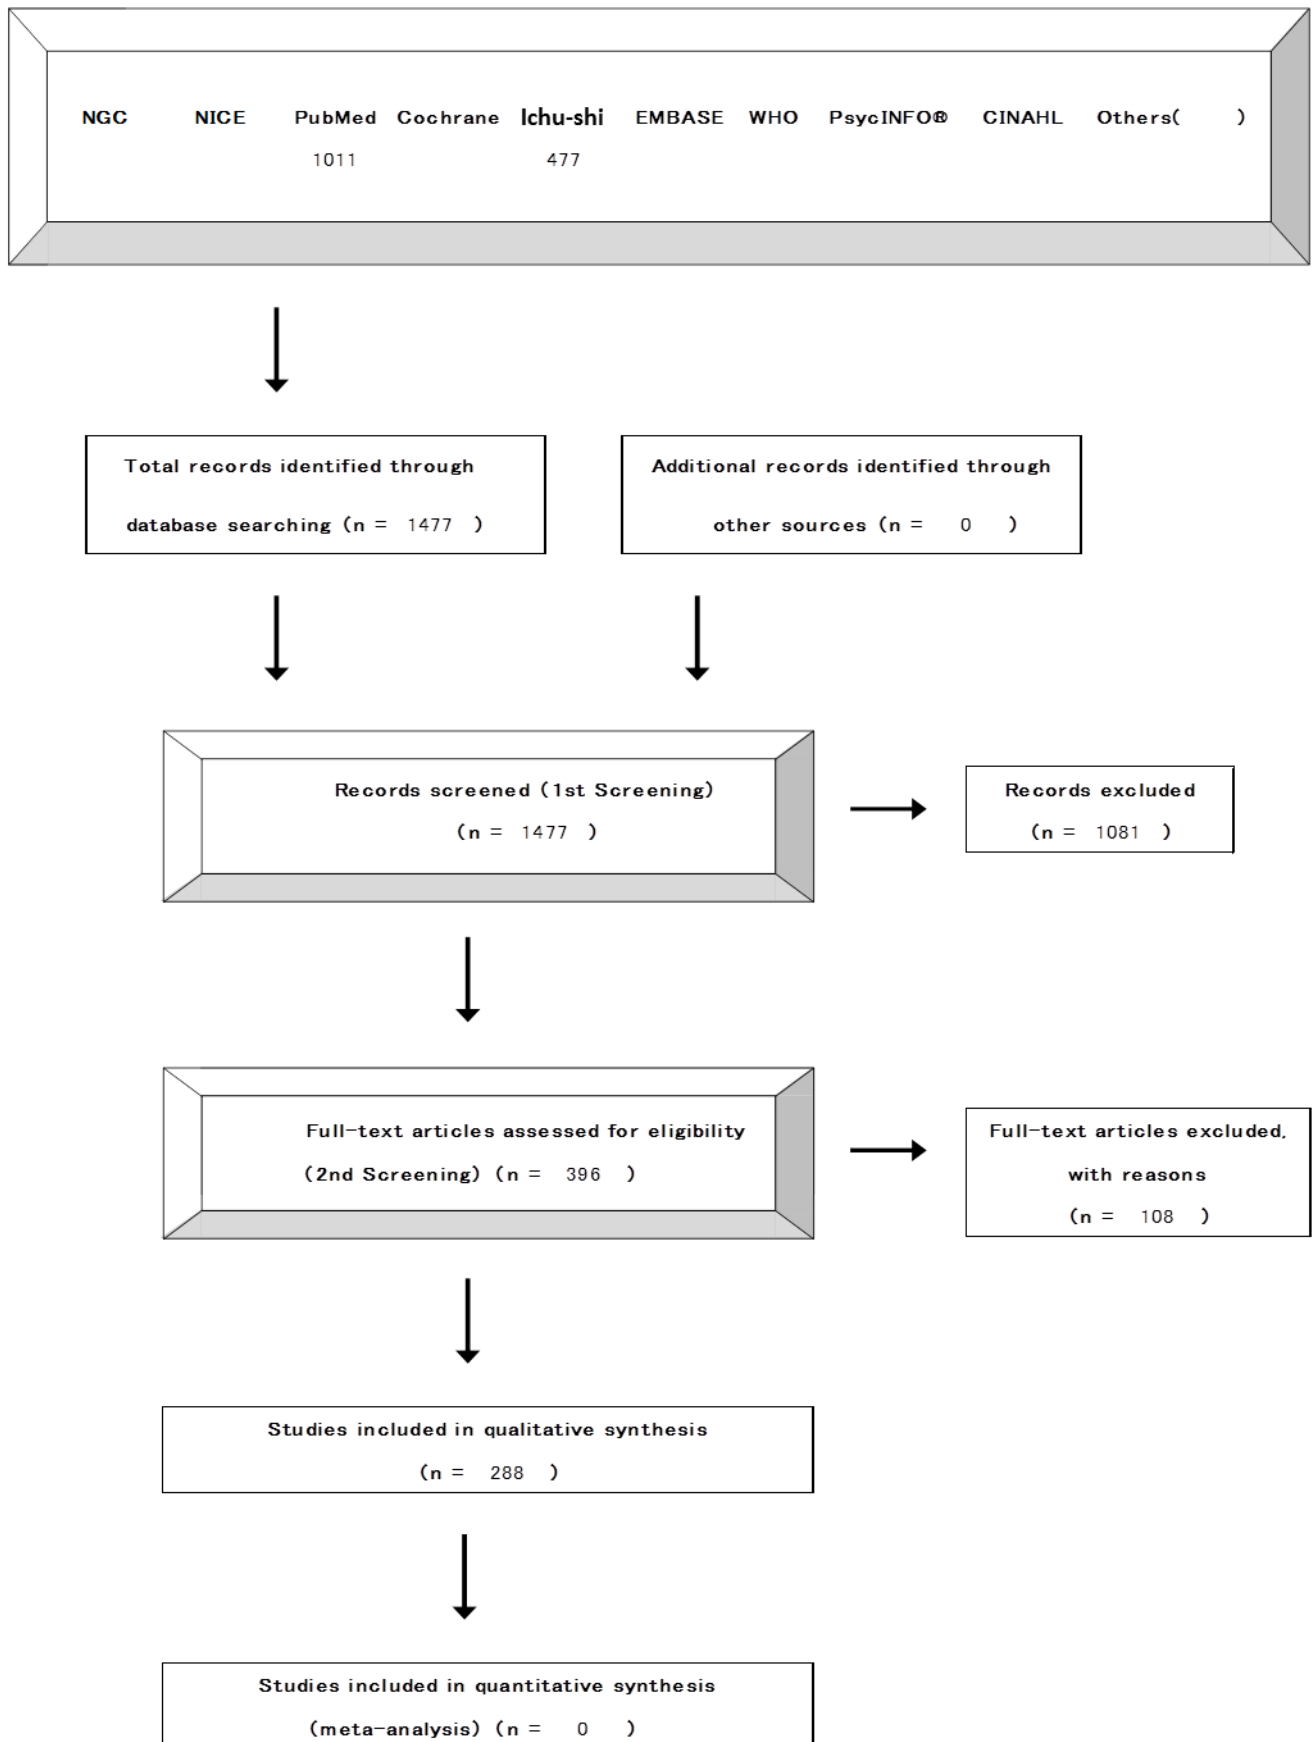 NGC NICE PubMed Cochrane Ichu-shi EMBASE WHO PsycINFO® CINAHL Others( )
1011 477
Total records identified through
database searching (n = 1477 )
Additional records identified through
other sources (n = 0 )
Records screened (1st Screening)
(n = 1477 )
Records excluded
(n = 1081 )
Full-text articles assessed for eligibility
(2nd Screening) (n = 396 )
Full-text articles excluded,
with reasons
(n = 108 )
Studies included in qualitative synthesis
(n = 288 )
Studies included in quantitative synthesis
(meta-analysis) (n = 0 )